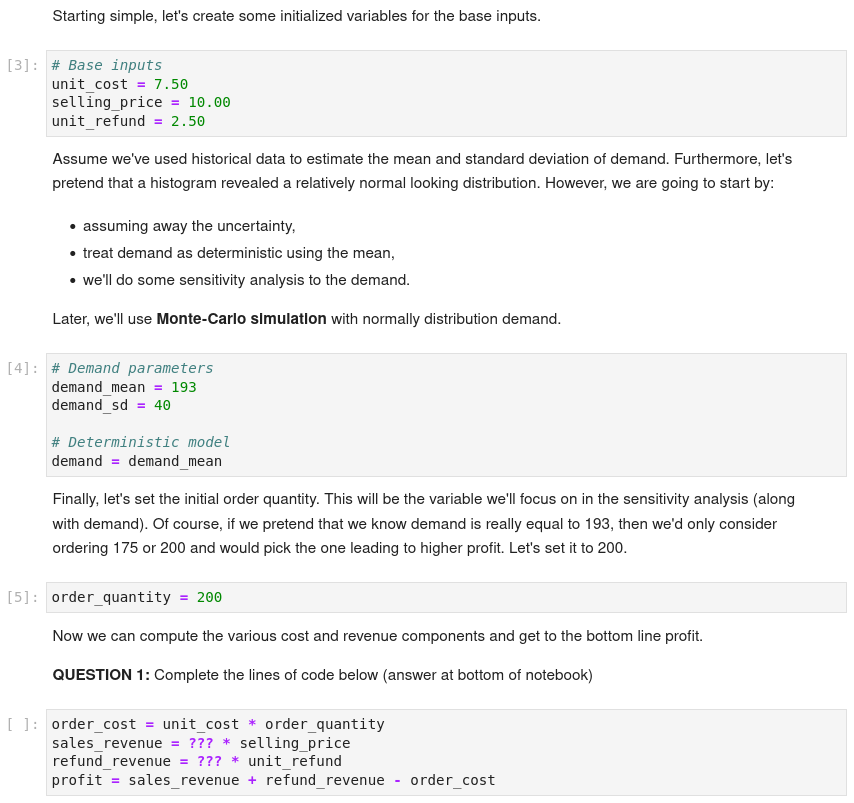 Starting simple, let's create some initialized variables for the base inputs.
[3]: # Base inputs
unit_cost = 7.50
selling_price = 10.00
unit_refund = 2.50
Assume we've used historical data to estimate the mean and standard deviation of demand. Furthermore, let's
pretend that a histogram revealed a relatively normal looking distribution. However, we are going to start by:
• assuming away the uncertainty,
• treat demand as deterministic using the mean,
• we'll do some sensitivity analysis to the demand.
Later, we'll use Monte-Carlo simulation with normally distribution demand.
[4]: # Demand parameters
demand_mean = 193
demand_sd = 40
# Deterministic model
demand = demand_mean
Finally, let's set the initial order quantity. This will be the variable we'll focus on in the sensitivity analysis (along
with demand). Of course, if we pretend that we know demand is really equal to 193, then we'd only consider
ordering 175 or 200 and would pick the one leading to higher profit. Let's set it to 200.
[5]: order_quantity = 200
Now we can compute the various cost and revenue components and get to the bottom line profit.
QUESTION 1: Complete the lines of code below (answer at bottom of notebook)
[ ]: order_cost = unit_cost * order_quantity
sales_revenue = ??? * selling_price
refund_revenue = ??? * unit_refund
profit = sales_revenue + refund_revenue - order_cost